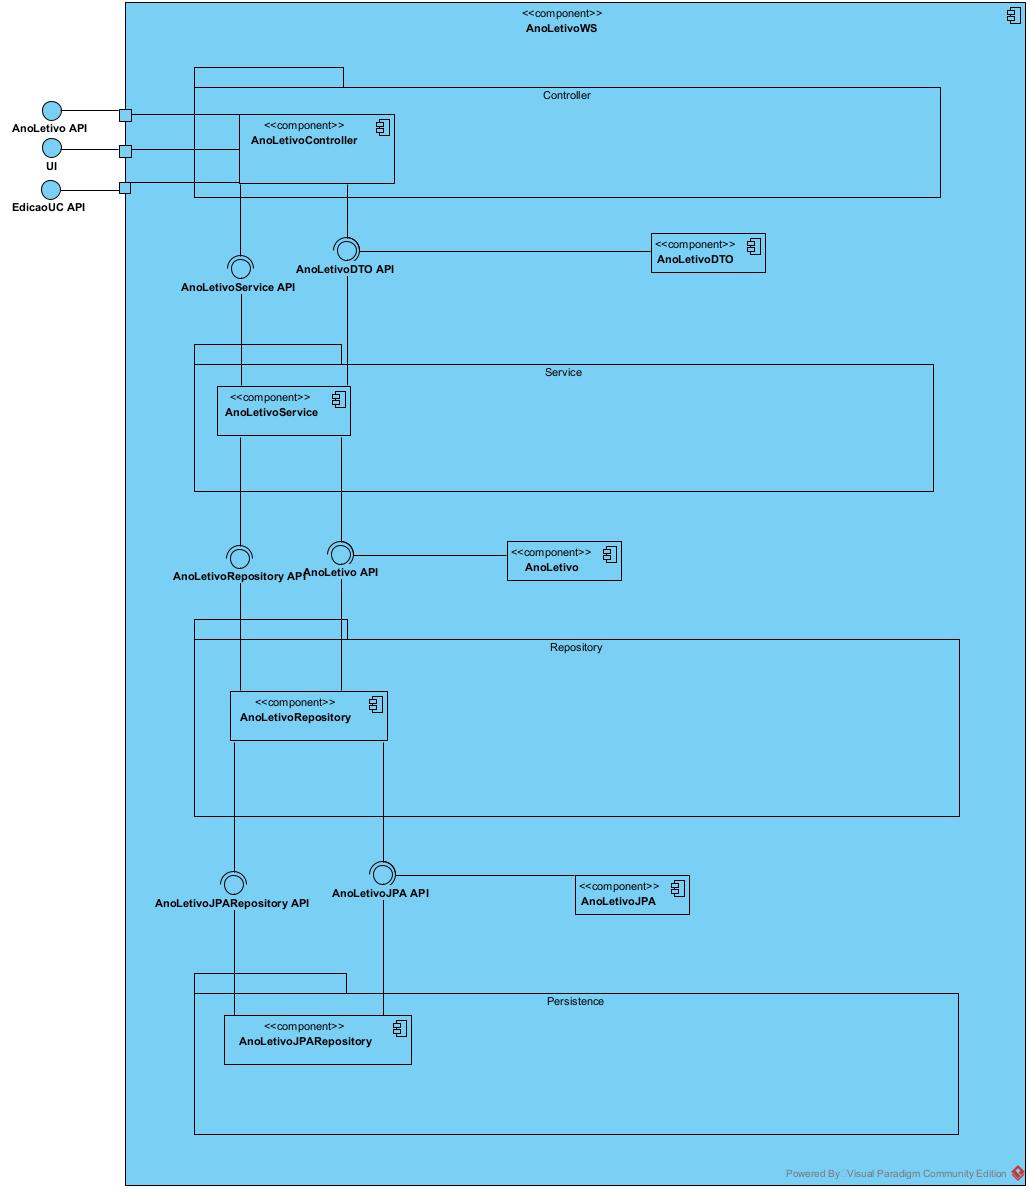 <<component>>
AnoLetivoWS
Controller
AnoLetivo API
<<component>>
AnoLetivoController
UI
EdicaoUC API
<<component>>
AnoLetivoDTO
AnoLetivoDTO API
AnoLetivoService API
Service
<<component>>
AnoLetivoService
<<component>>
AnoLetivo
AnoLetivoRepository API
AnoLetivo API
Repository
<<component>>
AnoLetivoRepository
<<component>>
AnoLetivoJPA
AnoLetivoJPA API
AnoLetivoJPARepository API
Persistence
<<component>>
AnoLetivoJPARepository
Powered By Visual Paradigm Community Edition